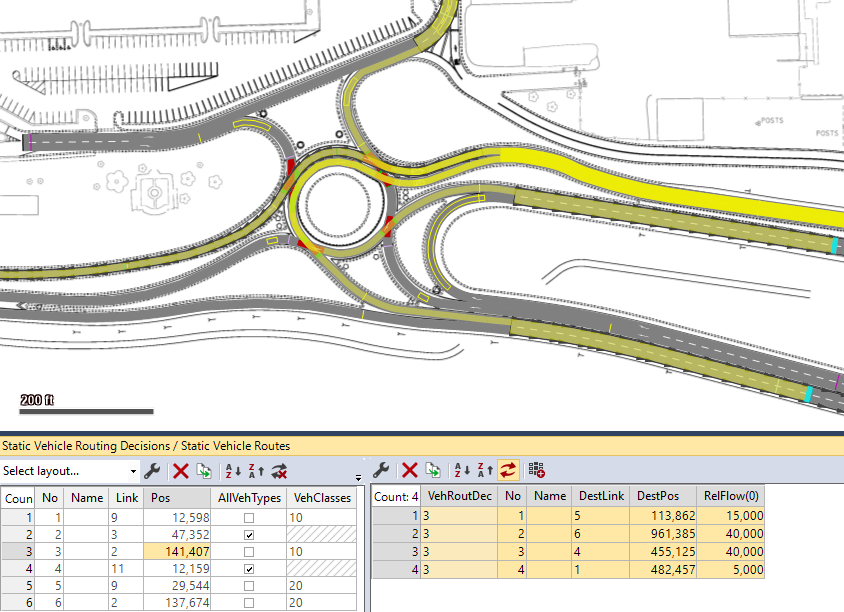 POSTS
POSTS
200 ft
Static Vehicle Routing Decisions / Static Vehicle Routes
Select layout...
Coun No Name Link Pos AllVehTypes VehClasses
1 1 9 12,598 10
2 2 3 47,352
3 3 2 141,407 10
4 4 11 12,159
5 5 9 29,544 20
6 6 2 137,674 20
Count: 4 VehRoutDec No Name DestLink DestPos RelFlow(0)
1 3 1 5 113,862 15,000
2 3 2 6 961,385 40,000
3 3 3 4 455,125 40,000
4 3 4 1 482,457 5,000